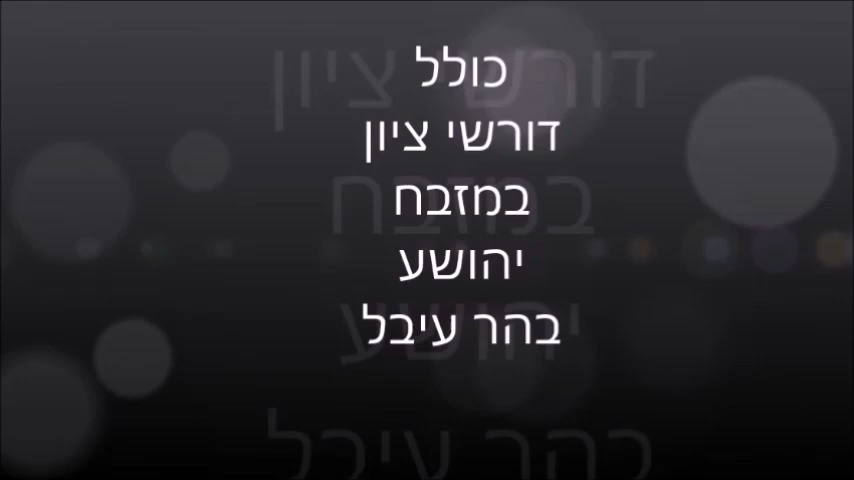 כולל
דורשי ציון
במזבח
יהושע
בהר עיבל